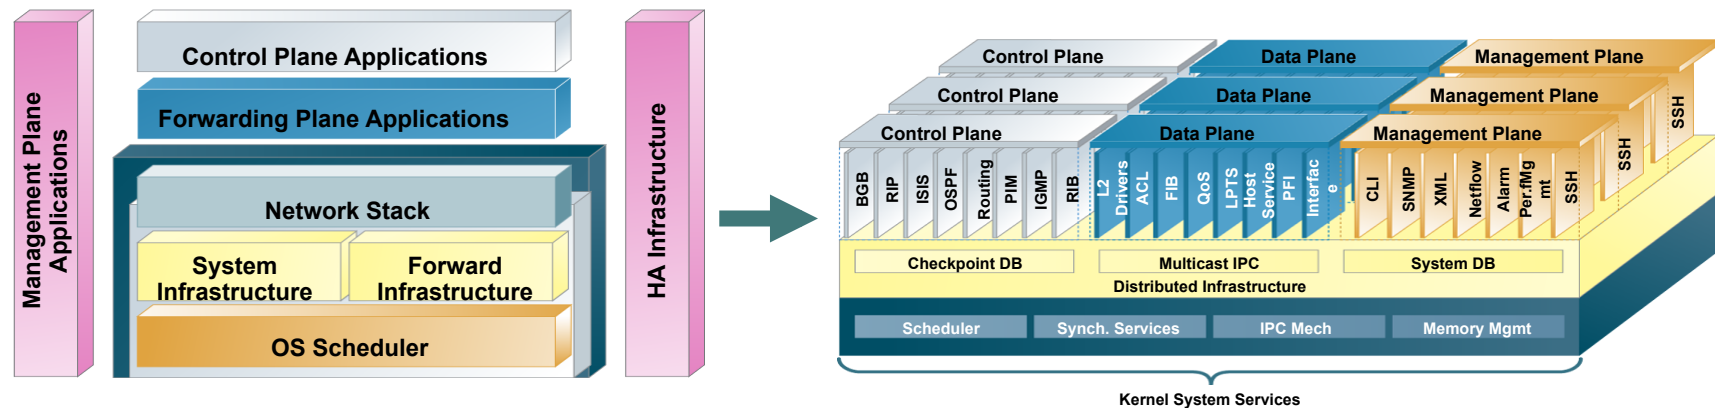 Management Plane
Applications
Control Plane Applications
Forwarding Plane Applications
Network Stack
System
Infrastructure
Forward
Infrastructure
OS Scheduler
HA Infrastructure
Control Plane
Data Plane
Management Plane
Control Plane
Data Plane
Management Plane
Control Plane
Data Plane
Management Plane
BGB
RIP
ISIS
OSPF
Routing
PIM
IGMP
RIB
L2
Drivers
ACL
FIB
QoS
LPTS
Host
Service
PFI
Interfac
e
CLI
SNMP
XML
Netflow
Alarm
Per.fMg
mt
SSH
SSH
SSH
Checkpoint DB
Multicast IPC
System DB
Distributed Infrastructure
Scheduler
Synch. Services
IPC Mech
Memory Mgmt
Kernel System Services